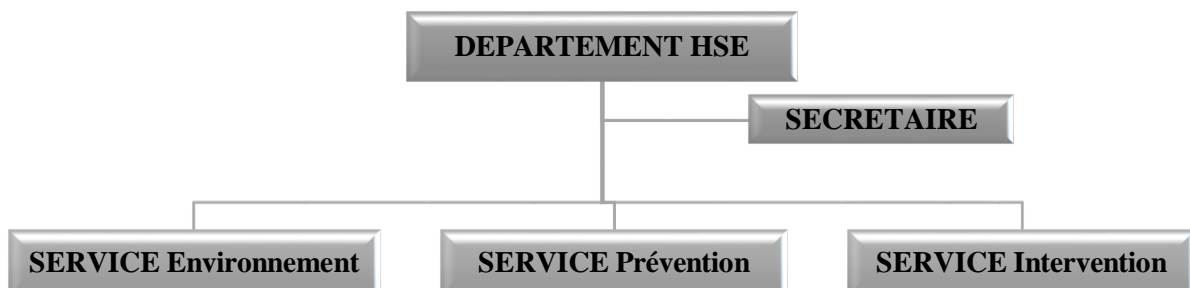 DEPARTEMENT HSE
SECRETAIRE
SERVICE Environnement
SERVICE Prévention
SERVICE Intervention